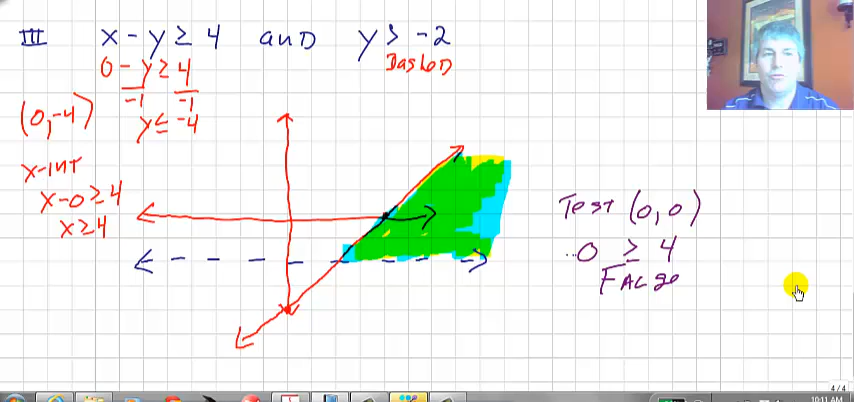 III x - y ≥ 4 and y > -2
0 - y ≥ 4 Dashed
-1 -1
(0, -4) y ≤ -4
x-int
x - 0 ≥ 4
x ≥ 4
Test (0, 0)
0 ≥ 4
False
4/4
10:11 AM